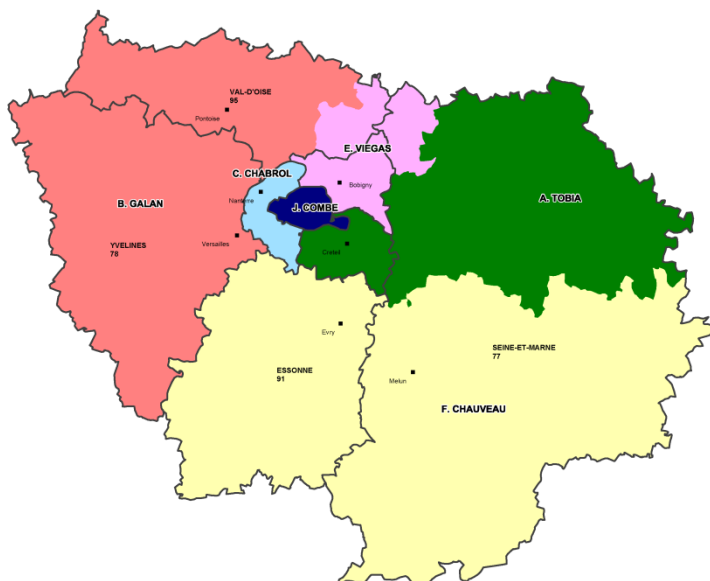 VAL-D'OISE
95
Pontoise
E. VIEGAS
C. CHABROL
Bobigny
Nanterre
B. GALAN
J. COMBE
A. TOBIA
Versailles
YVELINES
78
Créteil
Evry
SEINE-ET-MARNE
77
ESSONNE
91
Melun
F. CHAUVEAU